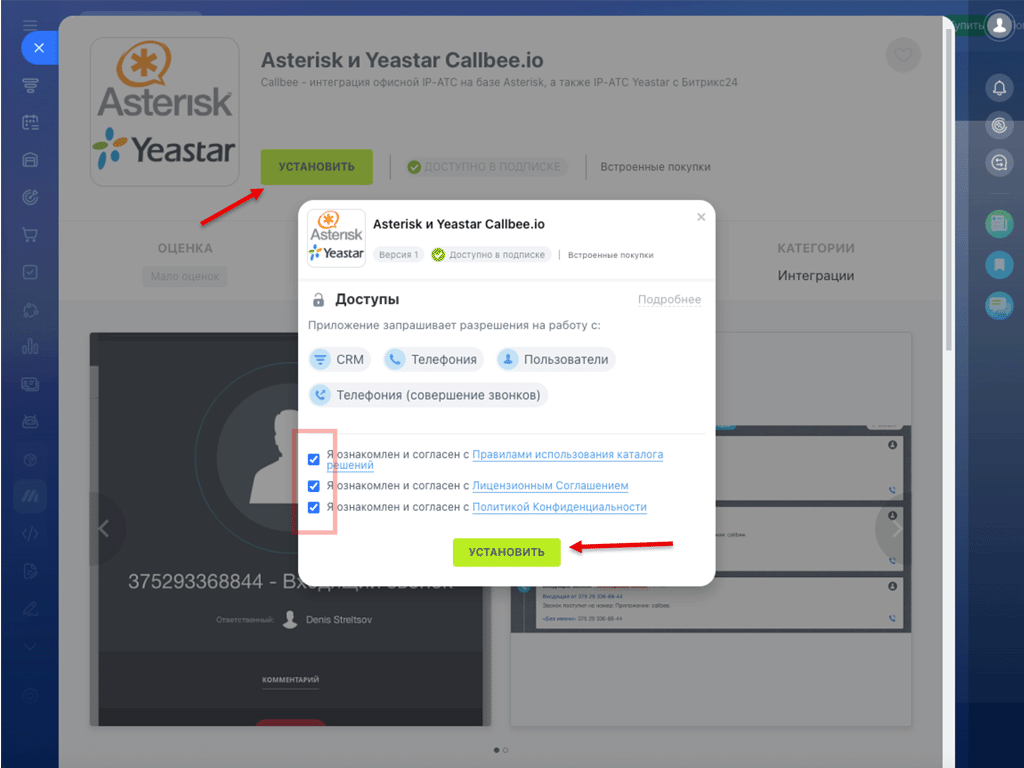 упить
Asterisk
Yeastar
Asterisk и Yeastar Callbee.io
Callbee - интеграция офисной IP-АТС на базе Asterisk, а также IP-АТС Yeastar с Битрикс24
УСТАНОВИТЬ
ДОСТУПНО В ПОДПИСКЕ
Встроенные покупки
ОЦЕНКА
Мало оценок
КАТЕГОРИИ
Интеграции
Asterisk
Yeastar
Asterisk и Yeastar Callbee.io
Версия 1
Доступно в подписке
Встроенные покупки
Доступы
Подробнее
Приложение запрашивает разрешения на работу с:
CRM
Телефония
Пользователи
Телефония (совершение звонков)
Я ознакомлен и согласен с Правилами использования каталога
решений
Я ознакомлен и согласен с Лицензионным Соглашением
Я ознакомлен и согласен с Политикой Конфиденциальности
УСТАНОВИТЬ
375293368844 - Входящий звонок
Ответственный:
Denis Streltsov
КОММЕНТАРИЙ
callbee.
Входящий от 375 29 336-88-44
Звонок поступил на номер: Приложение: callbee.
<Без имени> 375 29 336-88-44